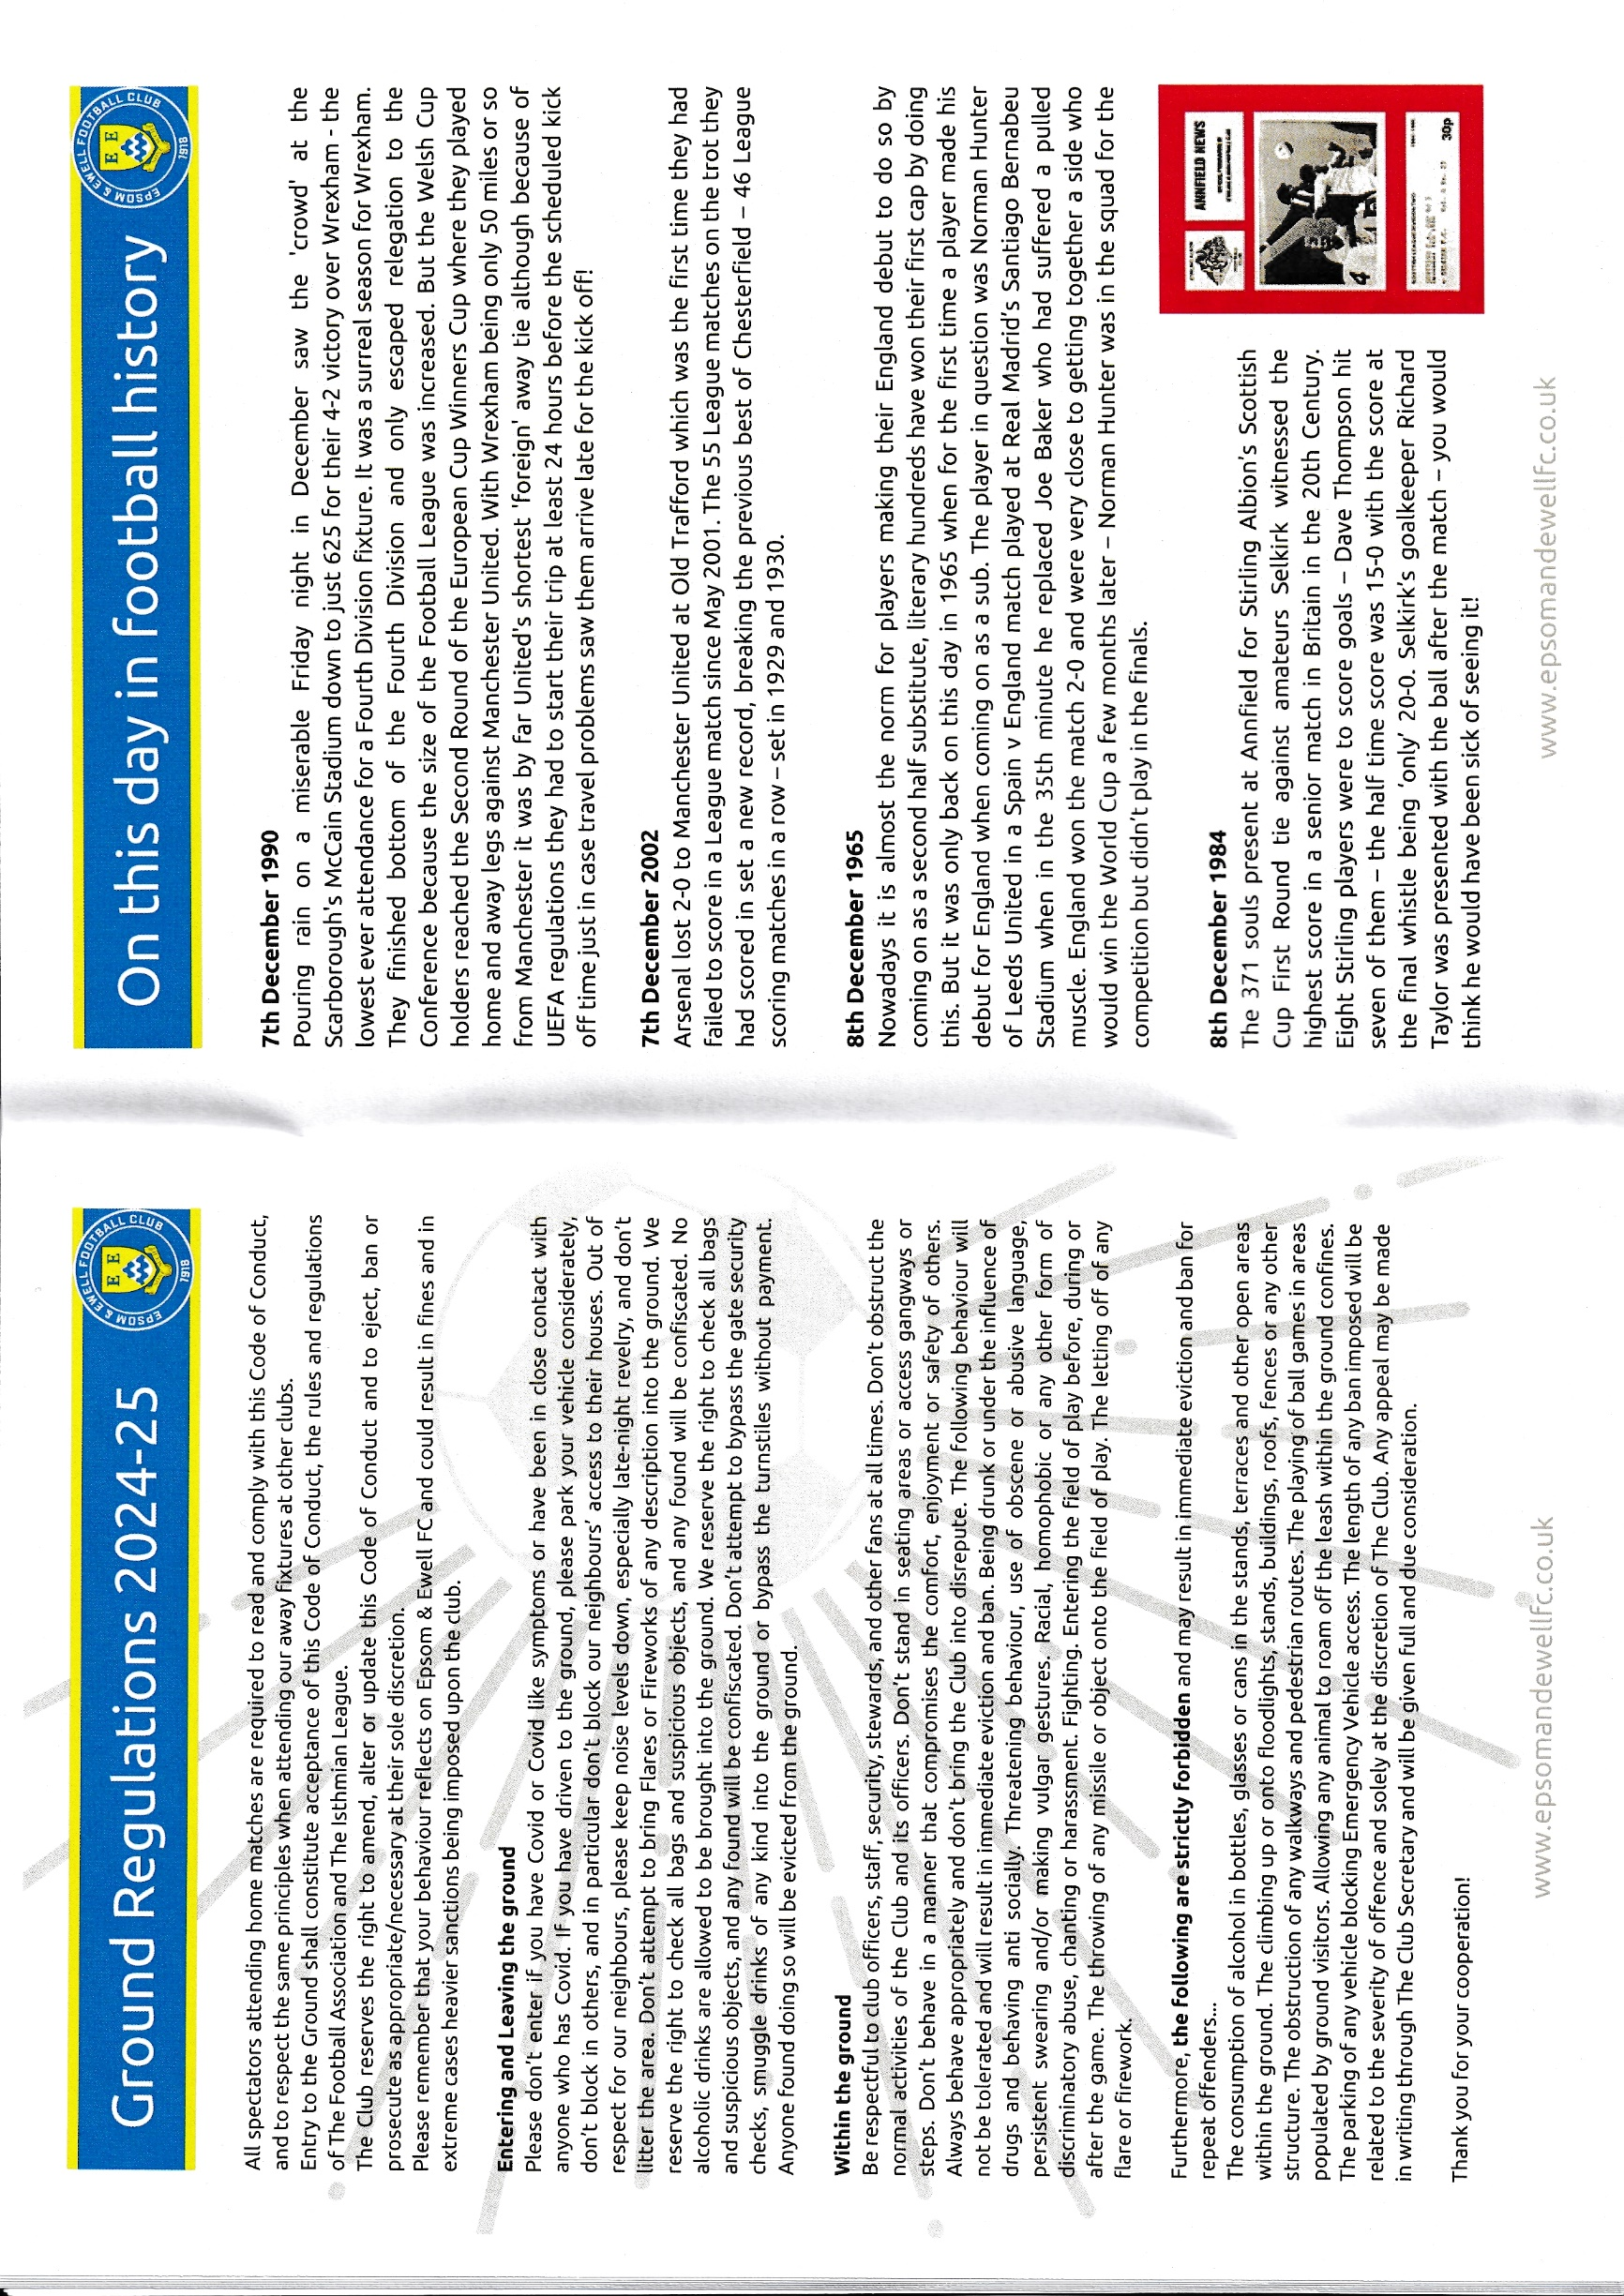 Ground Regulations 2024-25
EPSOM & EWELL FOOTBALL CLUB
E E
1918
All spectators attending home matches are required to read and comply with this Code of Conduct,
and to respect the same principles when attending our away fixtures at other clubs.
Entry to the Ground shall constitute acceptance of this Code of Conduct, the rules and regulations
of The Football Association and The Isthmian League.
The Club reserves the right to amend, alter or update this Code of Conduct and to eject, ban or
prosecute as appropriate/necessary at their sole discretion.
Please remember that your behaviour reflects on Epsom & Ewell FC and could result in fines and in
extreme cases heavier sanctions being imposed upon the club.
Entering and Leaving the ground
Please don't enter if you have Covid or Covid like symptoms or have been in close contact with
anyone who has Covid. If you have driven to the ground, please park your vehicle considerately,
don't block in others, and in particular don't block our neighbours' access to their houses. Out of
respect for our neighbours, please keep noise levels down, especially late-night revelry, and don't
litter the area. Don't attempt to bring Flares or Fireworks of any description into the ground. We
reserve the right to check all bags and suspicious objects, and any found will be confiscated. No
alcoholic drinks are allowed to be brought into the ground. We reserve the right to check all bags
and suspicious objects, and any found will be confiscated. Don't attempt to bypass the gate security
checks, smuggle drinks of any kind into the ground or bypass the turnstiles without payment.
Anyone found doing so will be evicted from the ground.
Within the ground
Be respectful to club officers, staff, security, stewards, and other fans at all times. Don't obstruct the
normal activities of the Club and its officers. Don't stand in seating areas or access gangways or
steps. Don't behave in a manner that compromises the comfort, enjoyment or safety of others.
Always behave appropriately and don't bring the Club into disrepute. The following behaviour will
not be tolerated and will result in immediate eviction and ban. Being drunk or under the influence of
drugs and behaving anti socially. Threatening behaviour, use of obscene or abusive language,
persistent swearing and/or making vulgar gestures. Racial, homophobic or any other form of
discriminatory abuse, chanting or harassment. Fighting. Entering the field of play before, during or
after the game. The throwing of any missile or object onto the field of play. The letting off of any
flare or firework.
Furthermore, the following are strictly forbidden and may result in immediate eviction and ban for
repeat offenders...
The consumption of alcohol in bottles, glasses or cans in the stands, terraces and other open areas
within the ground. The climbing up or onto floodlights, stands, buildings, roofs, fences or any other
structure. The obstruction of any walkways and pedestrian routes. The playing of ball games in areas
populated by ground visitors. Allowing any animal to roam off the leash within the ground confines.
The parking of any vehicle blocking Emergency Vehicle access. The length of any ban imposed will be
related to the severity of offence and solely at the discretion of The Club. Any appeal may be made
in writing through The Club Secretary and will be given full and due consideration.
Thank you for your cooperation!
www.epsomandewellfc.co.uk
On this day in football history
EPSOM & EWELL FOOTBALL CLUB
E E
1918
7th December 1990
Pouring rain on a miserable Friday night in December saw the 'crowd' at the
Scarborough's McCain Stadium down to just 625 for their 4-2 victory over Wrexham - the
lowest ever attendance for a Fourth Division fixture. It was a surreal season for Wrexham.
They finished bottom of the Fourth Division and only escaped relegation to the
Conference because the size of the Football League was increased. But the Welsh Cup
holders reached the Second Round of the European Cup Winners Cup where they played
home and away legs against Manchester United. With Wrexham being only 50 miles or so
from Manchester it was by far United's shortest 'foreign' away tie although because of
UEFA regulations they had to start their trip at least 24 hours before the scheduled kick
off time just in case travel problems saw them arrive late for the kick off!
7th December 2002
Arsenal lost 2-0 to Manchester United at Old Trafford which was the first time they had
failed to score in a League match since May 2001. The 55 League matches on the trot they
had scored in set a new record, breaking the previous best of Chesterfield – 46 League
scoring matches in a row – set in 1929 and 1930.
8th December 1965
Nowadays it is almost the norm for players making their England debut to do so by
coming on as a second half substitute, literary hundreds have won their first cap by doing
this. But it was only back on this day in 1965 when for the first time a player made his
debut for England when coming on as a sub. The player in question was Norman Hunter
of Leeds United in a Spain v England match played at Real Madrid's Santiago Bernabeu
Stadium when in the 35th minute he replaced Joe Baker who had suffered a pulled
muscle. England won the match 2-0 and were very close to getting together a side who
would win the World Cup a few months later – Norman Hunter was in the squad for the
competition but didn't play in the finals.
8th December 1984
The 371 souls present at Annfield for Stirling Albion's Scottish
Cup First Round tie against amateurs Selkirk witnessed the
highest score in a senior match in Britain in the 20th Century.
Eight Stirling players were to score goals – Dave Thompson hit
seven of them – the half time score was 15-0 with the score at
the final whistle being 'only' 20-0. Selkirk's goalkeeper Richard
Taylor was presented with the ball after the match – you would
think he would have been sick of seeing it!
ANNFIELD NEWS
4
30p
www.epsomandewellfc.co.uk